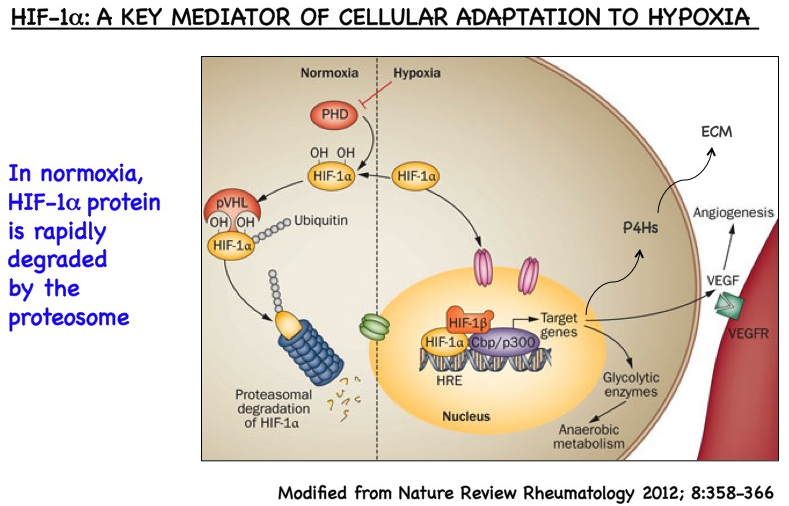 HIF-1α: A KEY MEDIATOR OF CELLULAR ADAPTATION TO HYPOXIA
In normoxia,
HIF-1α protein
is rapidly
degraded
by the
proteosome
Normoxia
Hypoxia
PHD
OH OH
HIF-1α
HIF-1α
pVHL
OH OH
HIF-1α
Ubiquitin
Proteasomal
degradation
of HIF-1α
HIF-1β
HIF-1α
Cbp/p300
HRE
Target
genes
Nucleus
ECM
P4Hs
Angiogenesis
VEGF
VEGFR
Glycolytic
enzymes
Anaerobic
metabolism
Modified from Nature Review Rheumatology 2012; 8:358-366